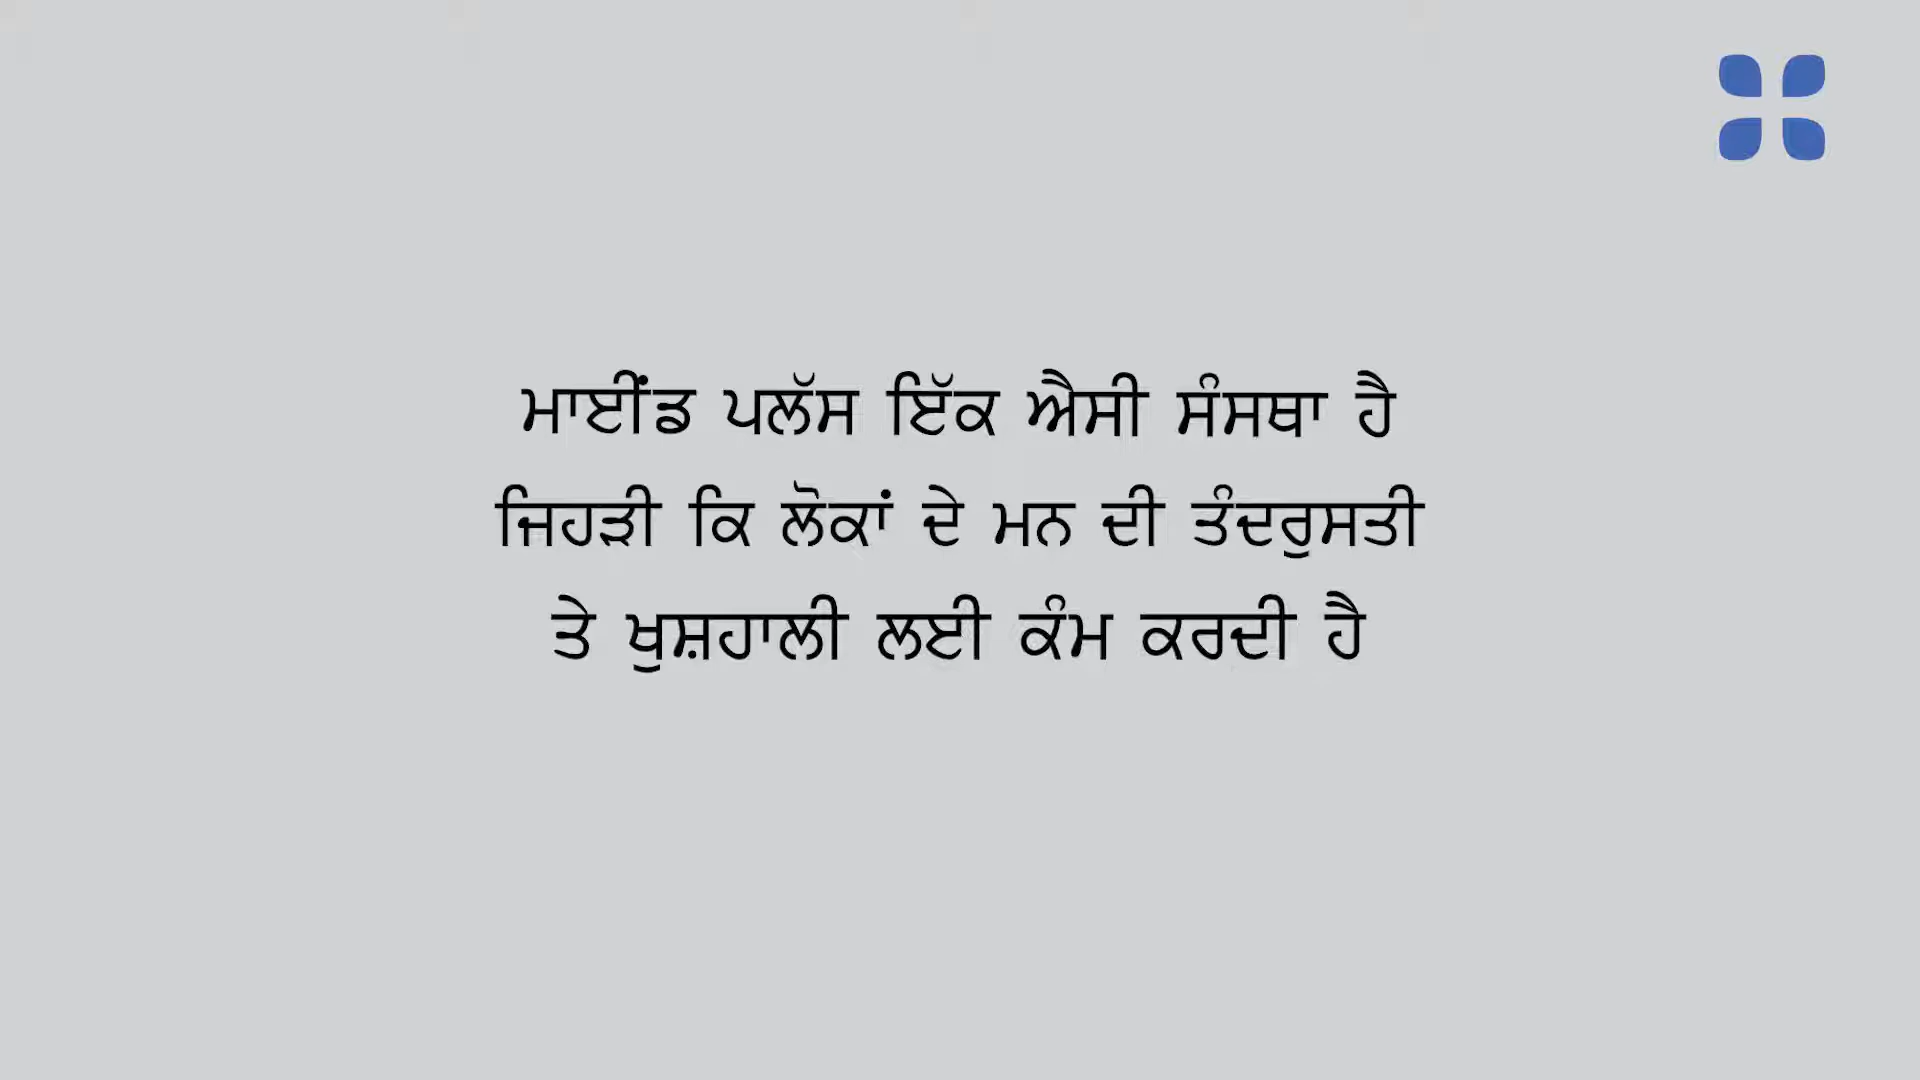 ਮਾਈਂਡ ਪਲੱਸ ਇੱਕ ਐਸੀ ਸੰਸਥਾ ਹੈ
ਜਿਹੜੀ ਕਿ ਲੋਕਾਂ ਦੇ ਮਨ ਦੀ ਤੰਦਰੁਸਤੀ
ਤੇ ਖੁਸ਼ਹਾਲੀ ਲਈ ਕੰਮ ਕਰਦੀ ਹੈ